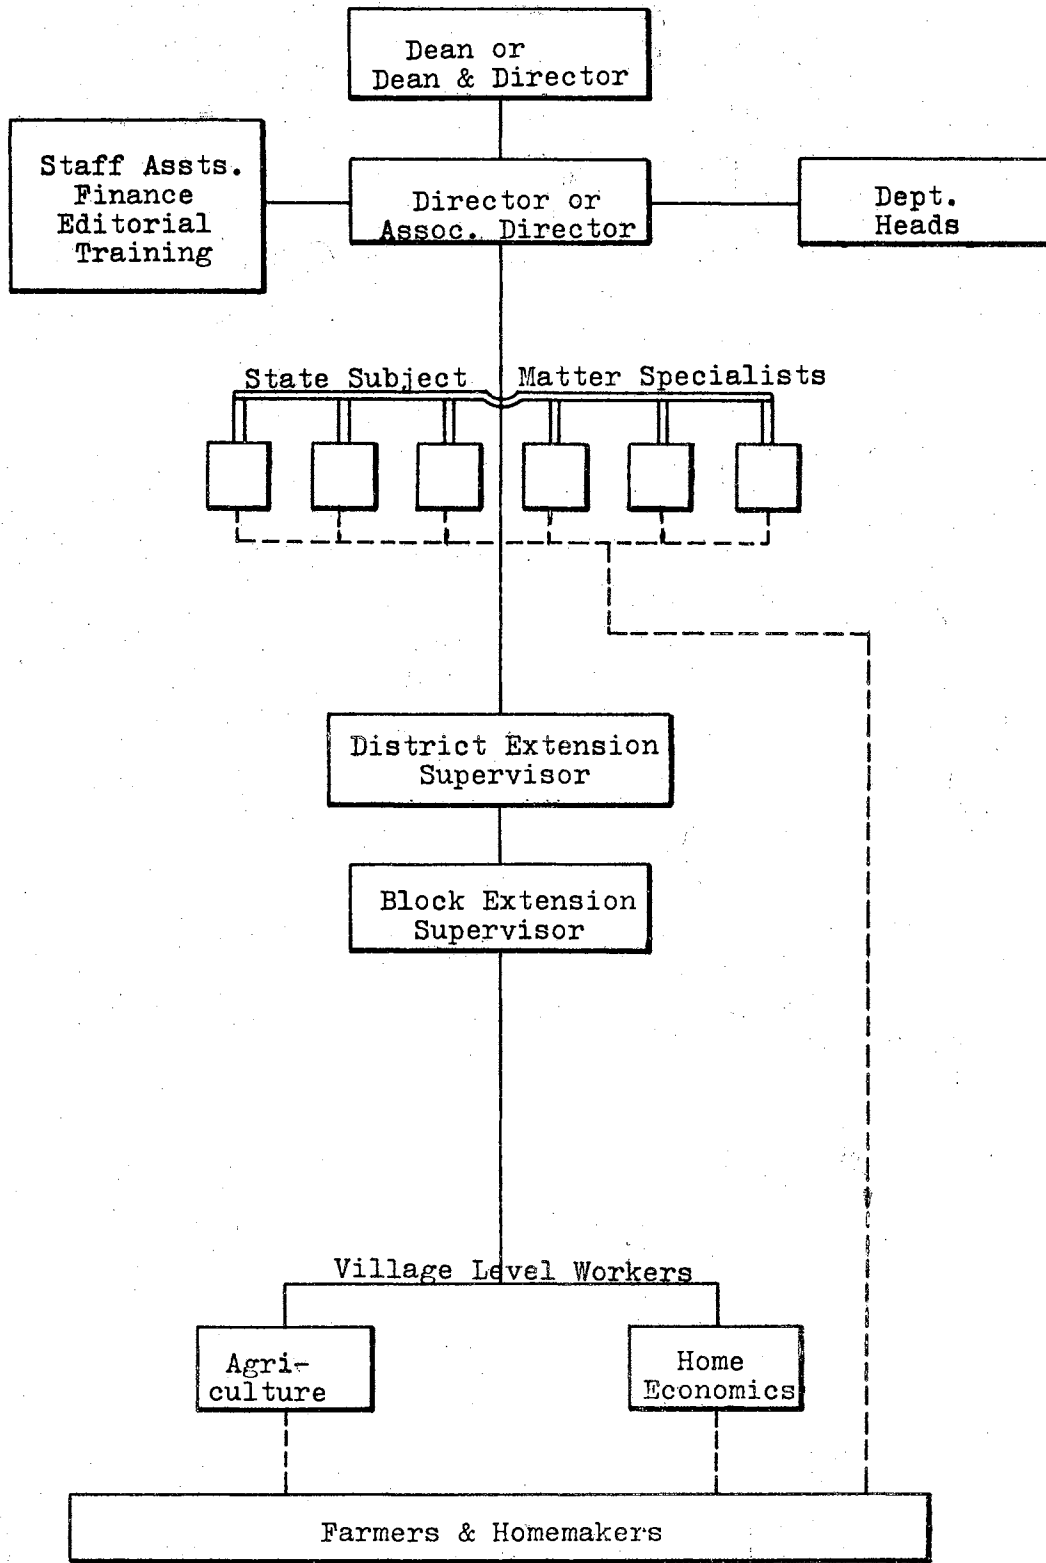 Dean or
Dean & Director
Staff Assts.
Finance
Editorial
Training
Director or
Assoc. Director
Dept.
Heads
State Subject Matter Specialists
District Extension
Supervisor
Block Extension
Supervisor
Village Level Workers
Agri-
culture
Home
Economics
Farmers & Homemakers